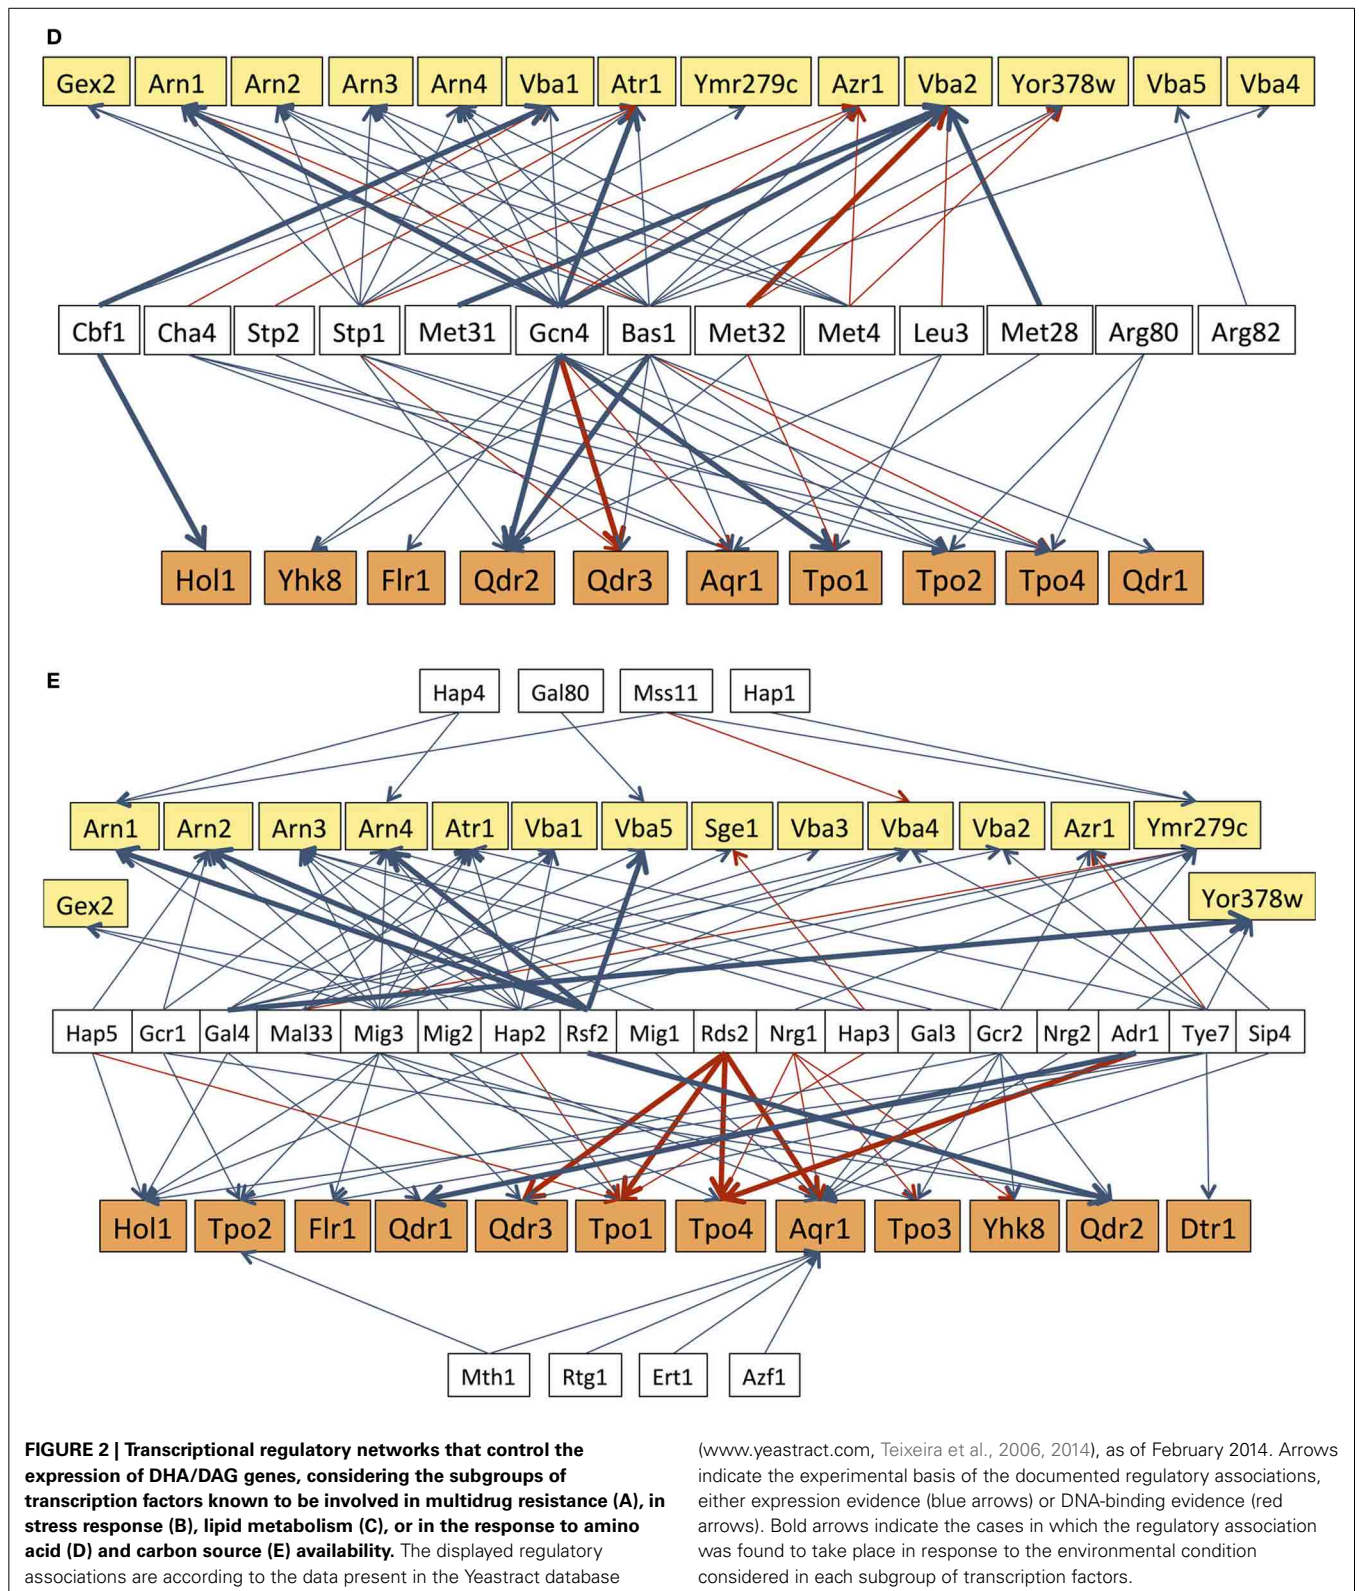 D
Gex2 Arn1 Arn2 Arn3 Arn4 Vba1 Atr1 Ymr279c Azr1 Vba2 Yor378w Vba5 Vba4
Cbf1 Cha4 Stp2 Stp1 Met31 Gcn4 Bas1 Met32 Met4 Leu3 Met28 Arg80 Arg82
Hol1 Yhk8 Flr1 Qdr2 Qdr3 Aqr1 Tpo1 Tpo2 Tpo4 Qdr1
E
Hap4 Gal80 Mss11 Hap1
Arn1 Arn2 Arn3 Arn4 Atr1 Vba1 Vba5 Sge1 Vba3 Vba4 Vba2 Azr1 Ymr279c
Gex2 Yor378w
Hap5 Gcr1 Gal4 Mal33 Mig3 Mig2 Hap2 Rsf2 Mig1 Rds2 Nrg1 Hap3 Gal3 Gcr2 Nrg2 Adr1 Tye7 Sip4
Hol1 Tpo2 Flr1 Qdr1 Qdr3 Tpo1 Tpo4 Aqr1 Tpo3 Yhk8 Qdr2 Dtr1
Mth1 Rtg1 Ert1 Azf1
FIGURE 2 | Transcriptional regulatory networks that control the
expression of DHA/DAG genes, considering the subgroups of
transcription factors known to be involved in multidrug resistance (A), in
stress response (B), lipid metabolism (C), or in the response to amino
acid (D) and carbon source (E) availability. The displayed regulatory
associations are according to the data present in the Yeastract database
(www.yeastract.com, Teixeira et al., 2006, 2014), as of February 2014. Arrows
indicate the experimental basis of the documented regulatory associations,
either expression evidence (blue arrows) or DNA-binding evidence (red
arrows). Bold arrows indicate the cases in which the regulatory association
was found to take place in response to the environmental condition
considered in each subgroup of transcription factors.